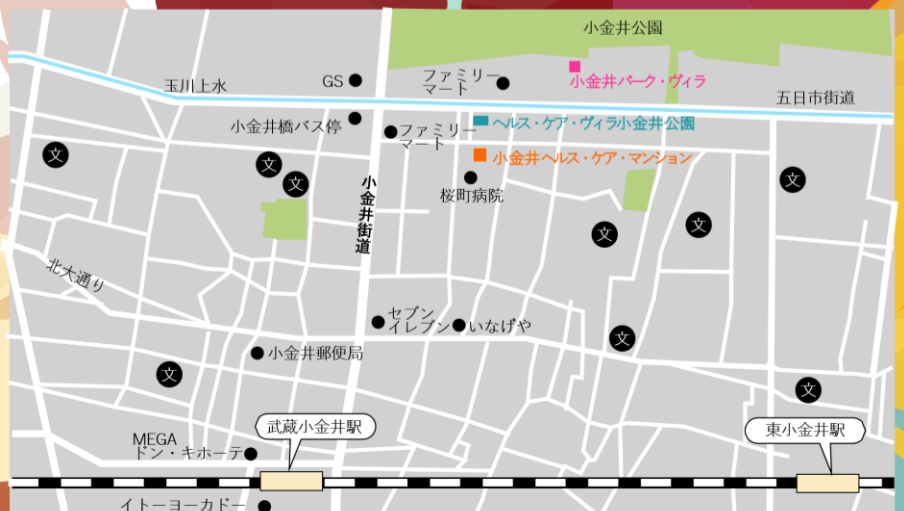 小金井公園
小金井パーク・ヴィラ
GS
ファミリー
マート
玉川上水
五日市街道
小金井橋バス停
ファミリー
マート
ヘルス・ケア・ヴィラ小金井公園
小金井ヘルス・ケア・マンション
文
文
文
文
桜町病院
小金井街道
文
文
北大通り
セブン
イレブン
いなげや
文
小金井郵便局
文
文
武蔵小金井駅
東小金井駅
MEGA
ドン・キホーテ
イトーヨーカドー